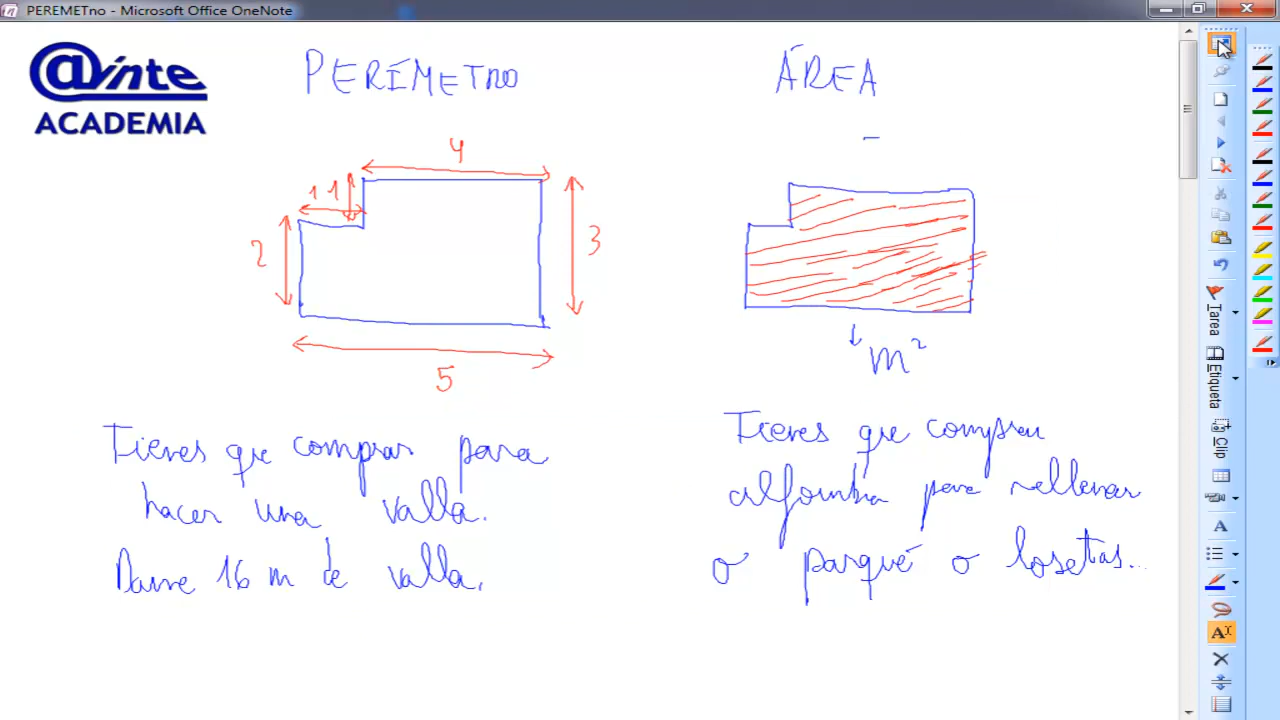 PEREMETno - Microsoft Office OneNote
@inte
ACADEMIA
PERÍMETRO
ÁREA
4
1 1
2
3
5
m²
Tienes que comprar para
hacer una valla.
Dame 16 m de valla.
Tienes que comprar
alfombra para rellenar
o parqué o losetas...
Tarea
Etiqueta
Clip
A
A